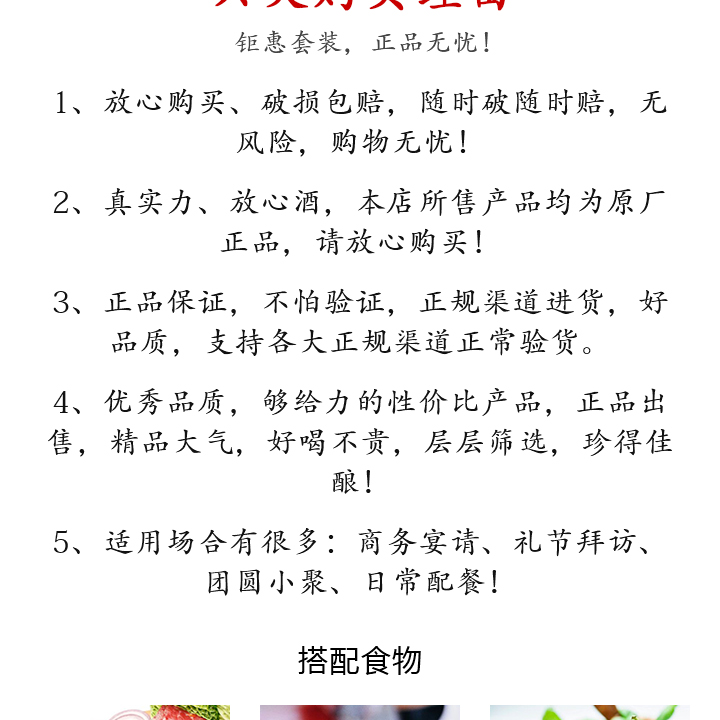 钜惠套装，正品无忧！
1、放心购买、破损包赔，随时破随时赔，无
风险，购物无忧！
2、真实力、放心酒，本店所售产品均为原厂
正品，请放心购买！
3、正品保证，不怕验证，正规渠道进货，好
品质，支持各大正规渠道正常验货。
4、优秀品质，够给力的性价比产品，正品出
售，精品大气，好喝不贵，层层筛选，珍得佳
酿！
5、适用场合有很多：商务宴请、礼节拜访、
团圆小聚、日常配餐！
搭配食物